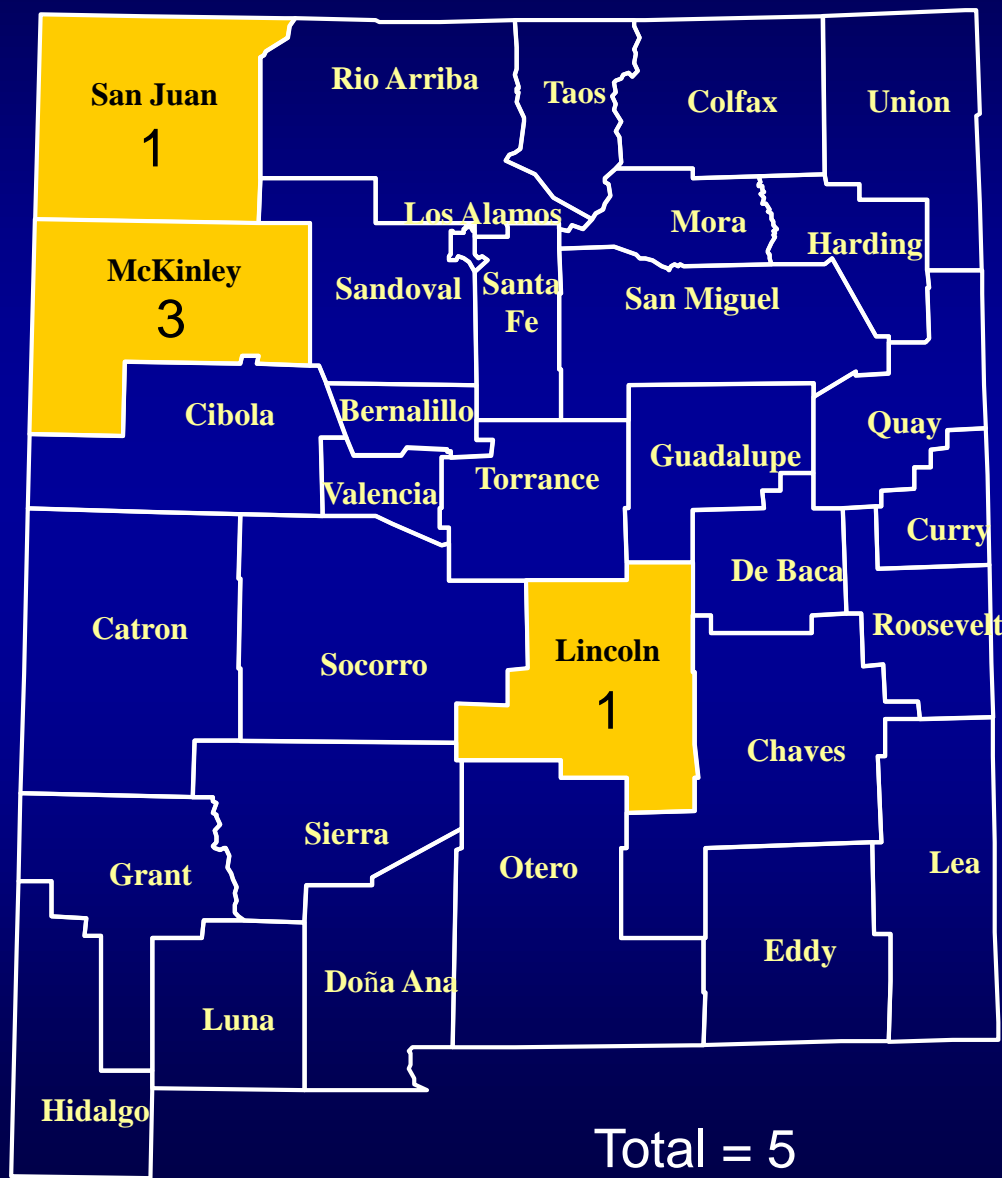 San Juan
1
Rio Arriba
Taos
Colfax
Union
Los Alamos
Mora
Harding
McKinley
3
Sandoval
Santa
Fe
San Miguel
Cibola
Bernalillo
Quay
Guadalupe
Valencia
Torrance
Curry
De Baca
Catron
Socorro
Lincoln
1
Roosevelt
Chaves
Sierra
Grant
Otero
Lea
Eddy
Doña Ana
Luna
Hidalgo
Total = 5